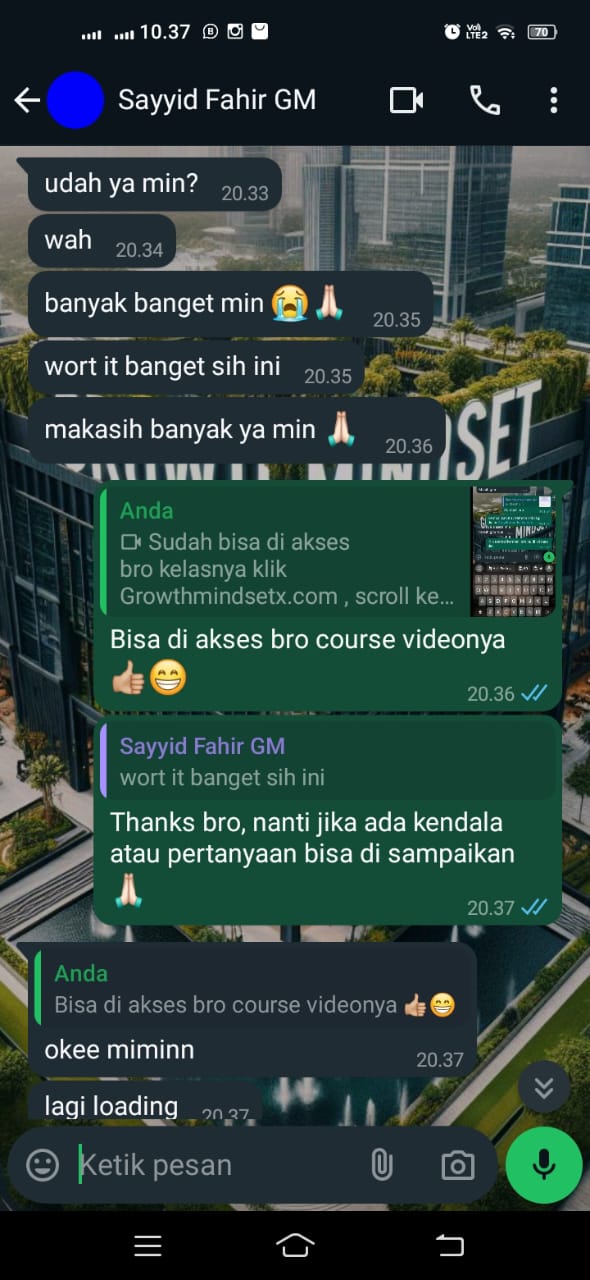 10.37
Vo))
LTE2
70
Sayyid Fahir GM
udah ya min? 20.33
wah 20.34
banyak banget min 😭🙏🏻 20.35
wort it banget sih ini 20.35
makasih banyak ya min 🙏🏻 20.36
GROWTH MINDSET
Anda
Sudah bisa di akses
bro kelasnya klik
Growthmindsetx.com , scroll ke...
Bisa di akses bro course videonya
👍🏼😁
20.36
Sayyid Fahir GM
wort it banget sih ini
Thanks bro, nanti jika ada kendala
atau pertanyaan bisa di sampaikan
🙏🏻
20.37
Anda
Bisa di akses bro course videonya 👍🏼😁
okee miminn 20.37
lagi loading 20.37
Ketik pesan